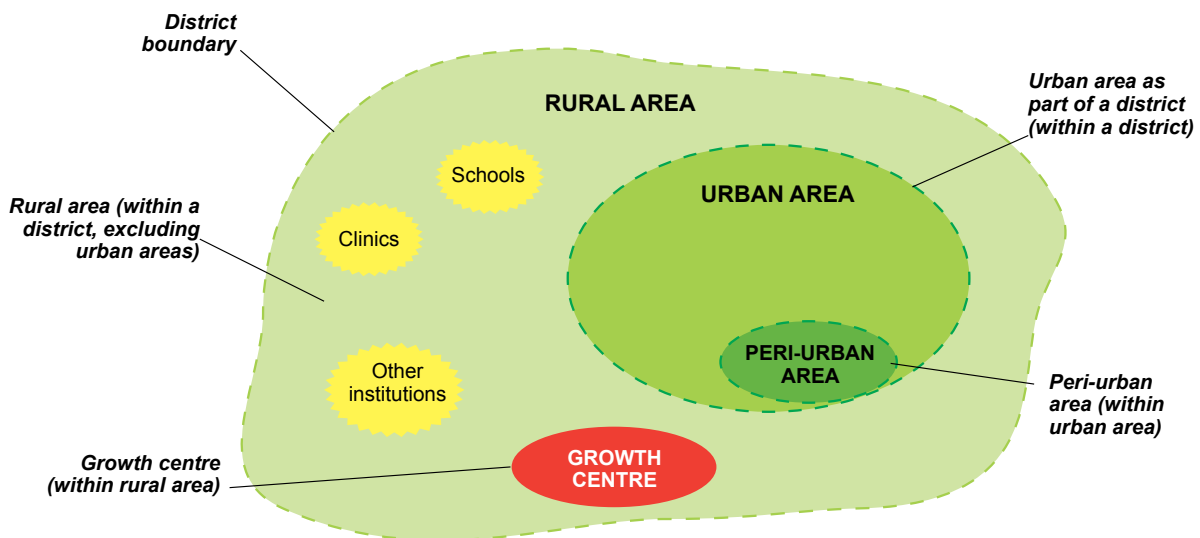 District
boundary
RURAL AREA
Urban area as
part of a district
(within a district)
Schools
URBAN AREA
Rural area (within a
district, excluding
urban areas)
Clinics
PERI-URBAN
AREA
Other
institutions
Peri-urban
area (within
urban area)
Growth centre
(within rural area)
GROWTH
CENTRE